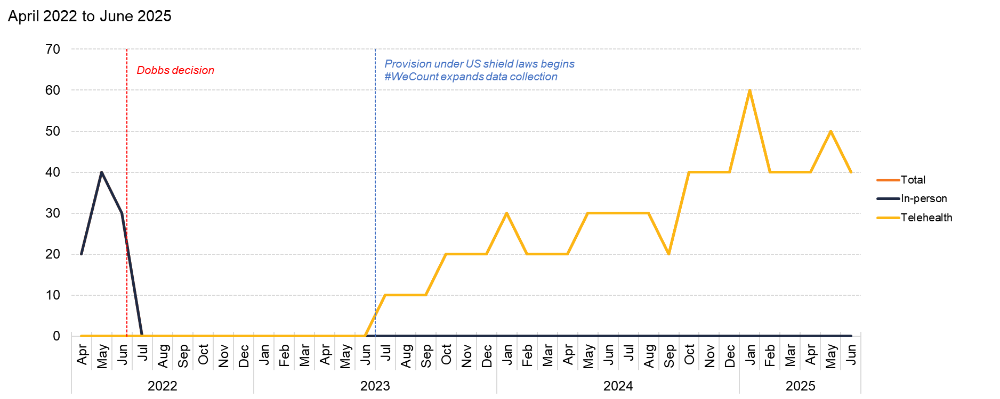 April 2022 to June 2025
70
60
50
40
30
20
10
0
Dobbs decision
Provision under US shield laws begins
#WeCount expands data collection
Total
In-person
Telehealth
Apr May Jun Jul Aug Sep Oct Nov Dec Jan Feb Mar Apr May Jun Jul Aug Sep Oct Nov Dec Jan Feb Mar Apr May Jun Jul Aug Sep Oct Nov Dec Jan Feb Mar Apr May Jun
2022 2023 2024 2025